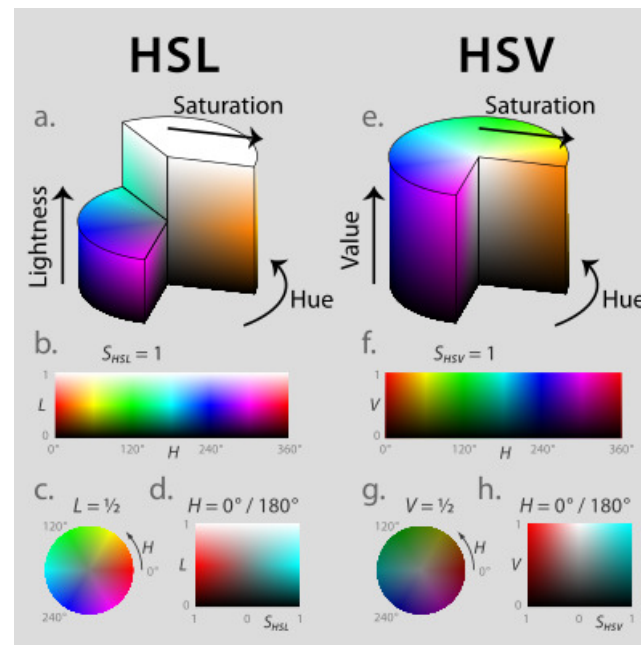 HSL
a.
Saturation
Lightness
Hue
b.
S_HSL = 1
1
L
0
0°
120°
240°
360°
H
c.
L = ½
120°
H
0°
240°
d.
H = 0° / 180°
1
L
0
1
0
S_HSL
1
HSV
e.
Saturation
Value
Hue
f.
S_HSV = 1
1
V
0
0°
120°
240°
360°
H
g.
V = ½
120°
H
0°
240°
h.
H = 0° / 180°
1
V
0
1
0
S_HSV
1